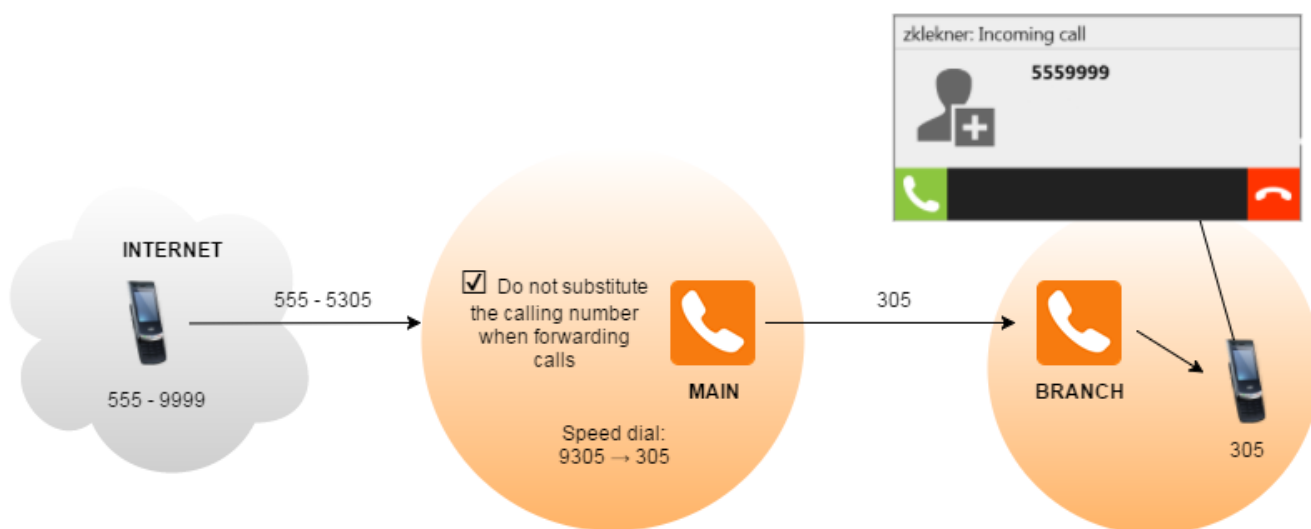 zklekner: Incoming call
5559999
INTERNET
555 - 9999
555 - 5305
Do not substitute
the calling number
when forwarding
calls
MAIN
Speed dial:
9305 → 305
305
BRANCH
305